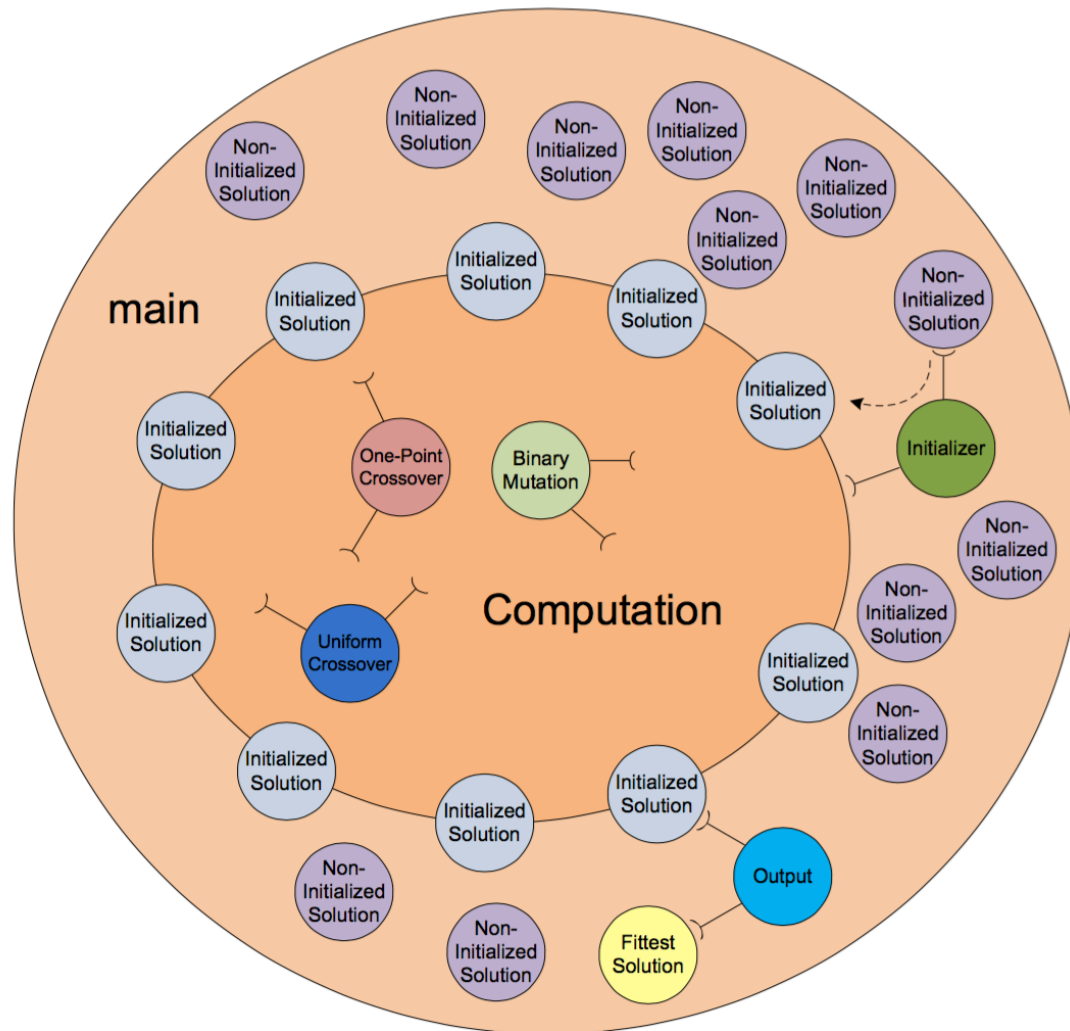 Non-
Initialized
Solution
Non-
Initialized
Solution
Non-
Initialized
Solution
Non-
Initialized
Solution
Non-
Initialized
Solution
Non-
Initialized
Solution
Non-
Initialized
Solution
Initialized
Solution
Initialized
Solution
Initialized
Solution
main
Initialized
Solution
Initialized
Solution
One-Point
Crossover
Binary
Mutation
Initializer
Non-
Initialized
Solution
Non-
Initialized
Solution
Computation
Initialized
Solution
Uniform
Crossover
Initialized
Solution
Non-
Initialized
Solution
Initialized
Solution
Initialized
Solution
Initialized
Solution
Non-
Initialized
Solution
Output
Non-
Initialized
Solution
Fittest
Solution